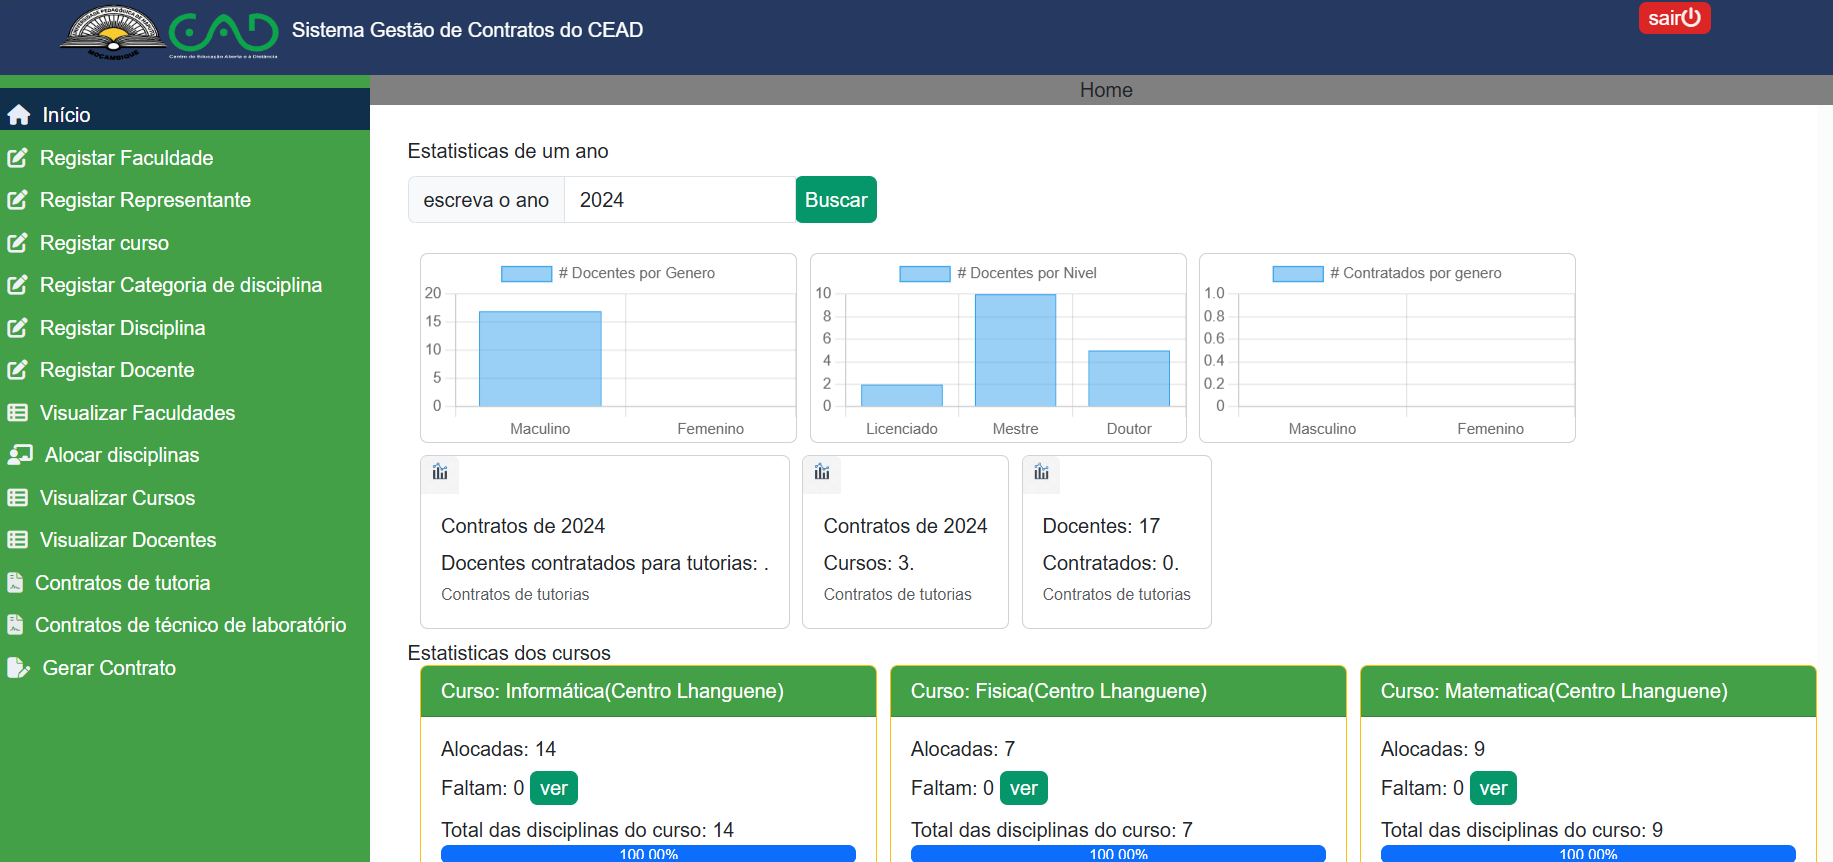 UNIVERSIDADE PEDAGÓGICA DE MAPUTO
MOÇAMBIQUE
CEAD
Centro de Educação Aberta e à Distância
Sistema Gestão de Contratos do CEAD
sair
Home
Início
Registar Faculdade
Registar Representante
Registar curso
Registar Categoria de disciplina
Registar Disciplina
Registar Docente
Visualizar Faculdades
Alocar disciplinas
Visualizar Cursos
Visualizar Docentes
Contratos de tutoria
Contratos de técnico de laboratório
Gerar Contrato
Estatisticas de um ano
escreva o ano 2024 Buscar
# Docentes por Genero
20
15
10
5
0
Maculino Femenino
# Docentes por Nivel
10
8
6
4
2
0
Licenciado Mestre Doutor
# Contratados por genero
1.0
0.8
0.6
0.4
0.2
0
Masculino Femenino
Contratos de 2024
Docentes contratados para tutorias: .
Contratos de tutorias
Contratos de 2024
Cursos: 3.
Contratos de tutorias
Docentes: 17
Contratados: 0.
Contratos de tutorias
Estatisticas dos cursos
Curso: Informática(Centro Lhanguene)
Alocadas: 14
Faltam: 0 ver
Total das disciplinas do curso: 14
100.00%
Curso: Fisica(Centro Lhanguene)
Alocadas: 7
Faltam: 0 ver
Total das disciplinas do curso: 7
100.00%
Curso: Matematica(Centro Lhanguene)
Alocadas: 9
Faltam: 0 ver
Total das disciplinas do curso: 9
100.00%